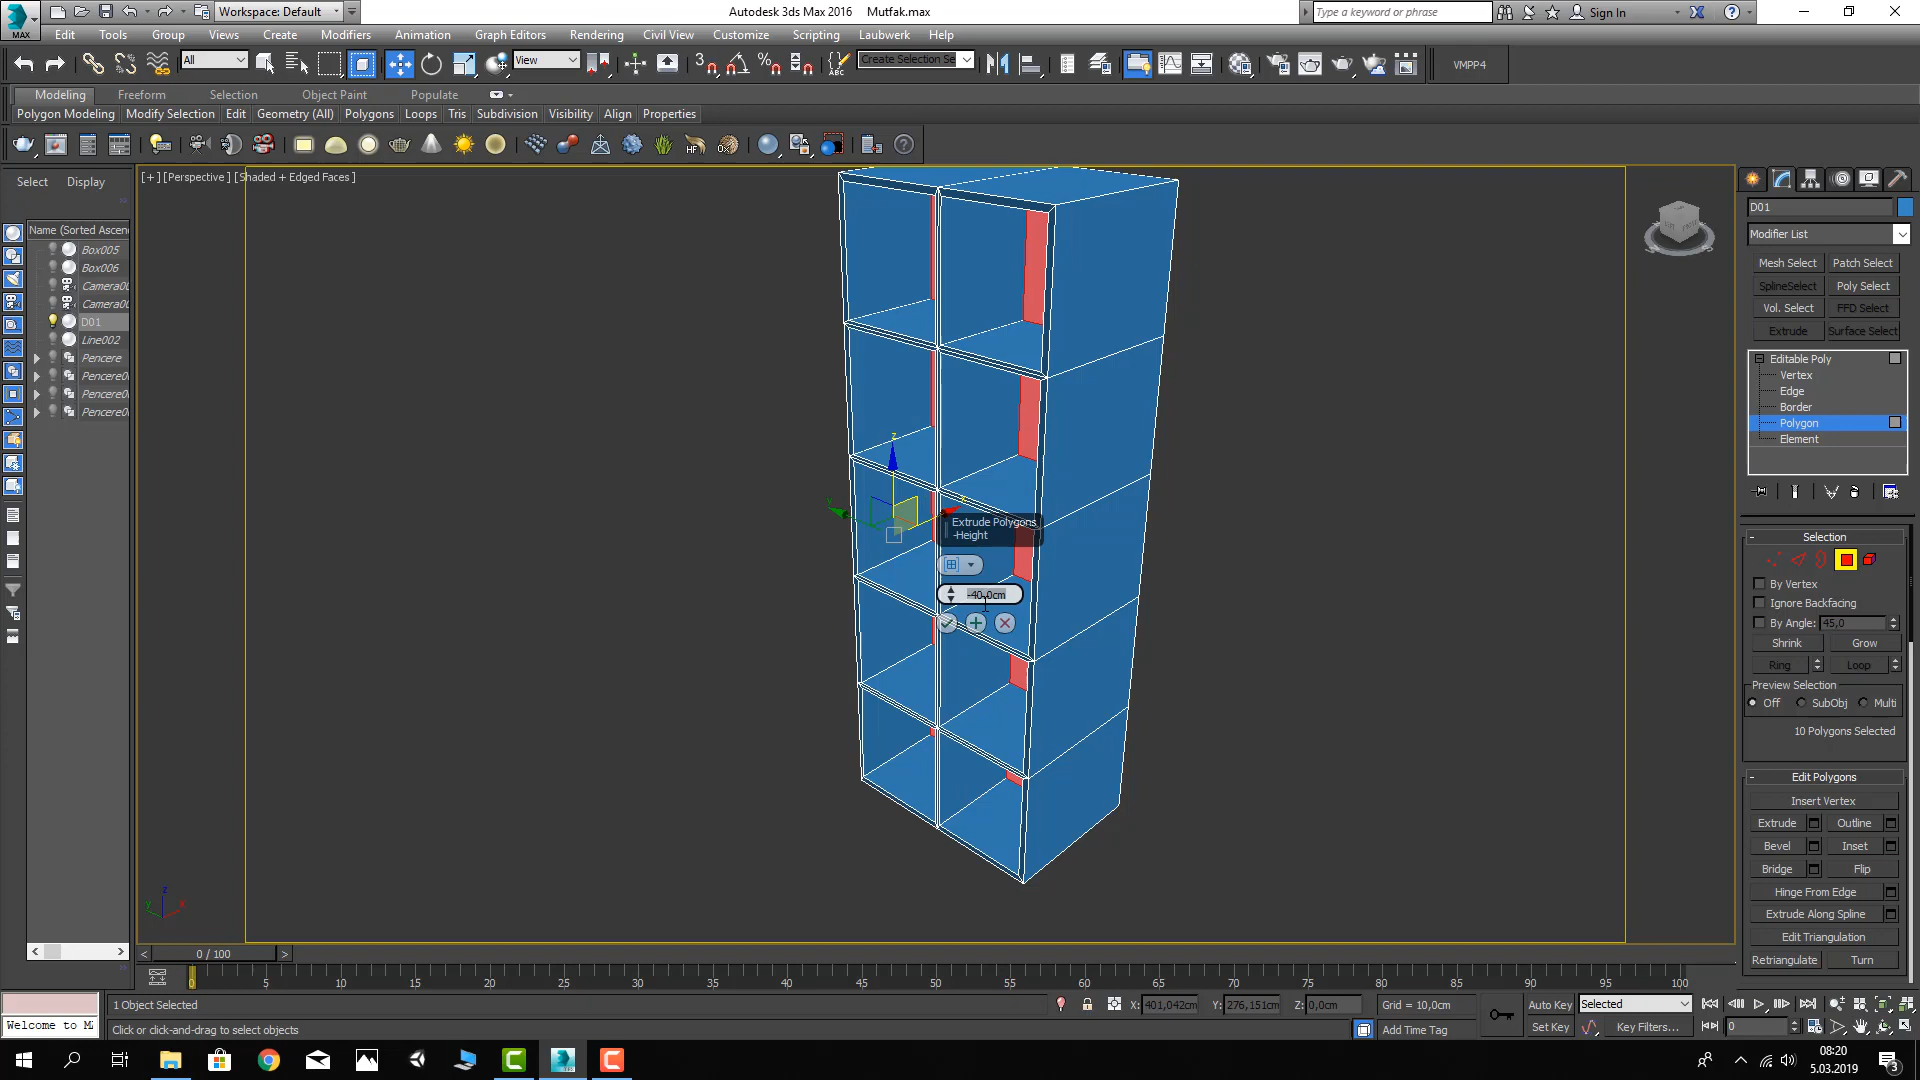 Workspace: Default
Autodesk 3ds Max 2016    Mutfak.max
Type a keyword or phrase
Sign In
MAX
Edit Tools Group Views Create Modifiers Animation Graph Editors Rendering Civil View Customize Scripting Laubwerk Help
All
View
Create Selection Se
VMPP4
Modeling Freeform Selection Object Paint Populate
Polygon Modeling Modify Selection Edit Geometry (All) Polygons Loops Tris Subdivision Visibility Align Properties
Select Display
[+] [Perspective ] [Shaded + Edged Faces ]
Name (Sorted Ascen
Box005
Box006
Camera00
Camera00
D01
Line002
Pencere
Pencere0
Pencere0
Pencere0
Extrude Polygons
-Height
-40,0cm
D01
Modifier List
Mesh Select Patch Select
SplineSelect Poly Select
Vol. Select FFD Select
Extrude Surface Select
Editable Poly
Vertex
Edge
Border
Polygon
Element
Selection
By Vertex
Ignore Backfacing
By Angle: 45,0
Shrink Grow
Ring Loop
Preview Selection
Off SubObj Multi
10 Polygons Selected
Edit Polygons
Insert Vertex
Extrude Outline
Bevel Inset
Bridge Flip
Hinge From Edge
Extrude Along Spline
Edit Triangulation
Retriangulate Turn
0 / 100
0 5 10 15 20 25 30 35 40 45 50 55 60 65 70 75 80 85 90 95 100
1 Object Selected
X: 401,042cm Y: 276,151cm Z: 0,0cm Grid = 10,0cm
Auto Key Selected
Welcome to M
Click or click-and-drag to select objects
Add Time Tag
Set Key Key Filters... 0
08:20
5.03.2019
3